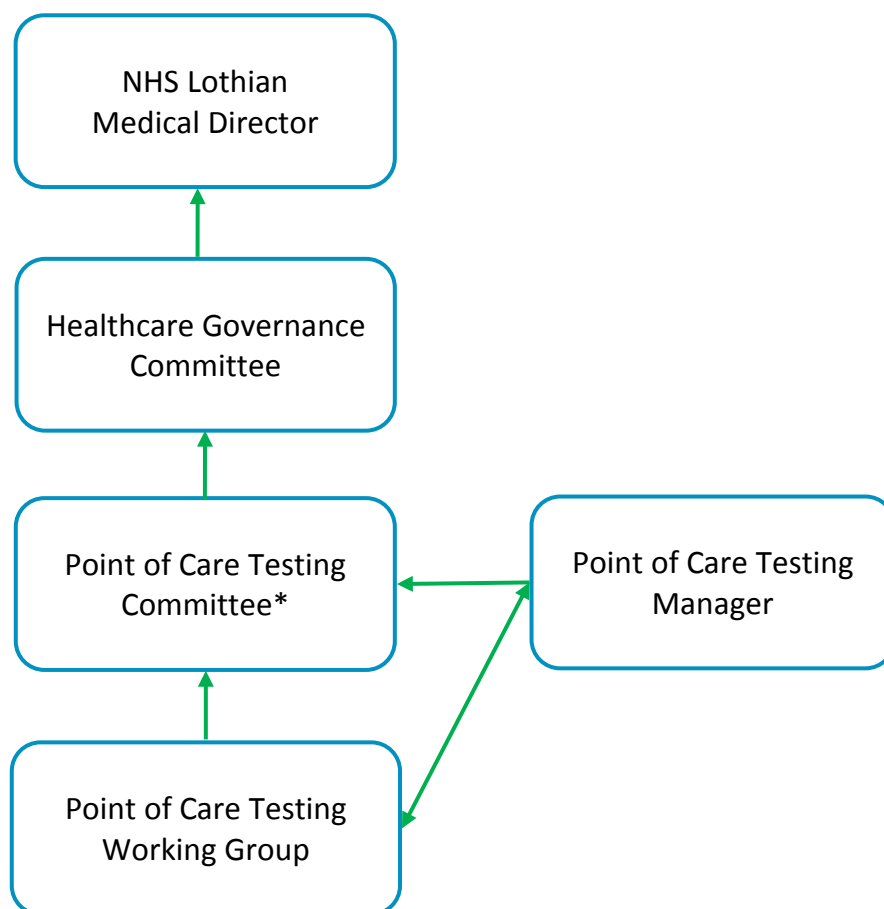 NHS Lothian
Medical Director
Healthcare Governance
Committee
Point of Care Testing
Committee*
Point of Care Testing
Manager
Point of Care Testing
Working Group